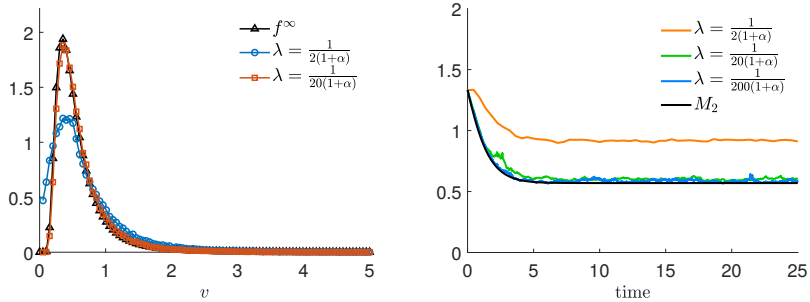 f^∞
λ = 1/2(1+α)
λ = 1/20(1+α)
2
1.5
1
0.5
0
0 1 2 3 4 5
v
λ = 1/2(1+α)
λ = 1/20(1+α)
λ = 1/200(1+α)
M_2
2
1.5
1
0.5
0
0 5 10 15 20 25
time